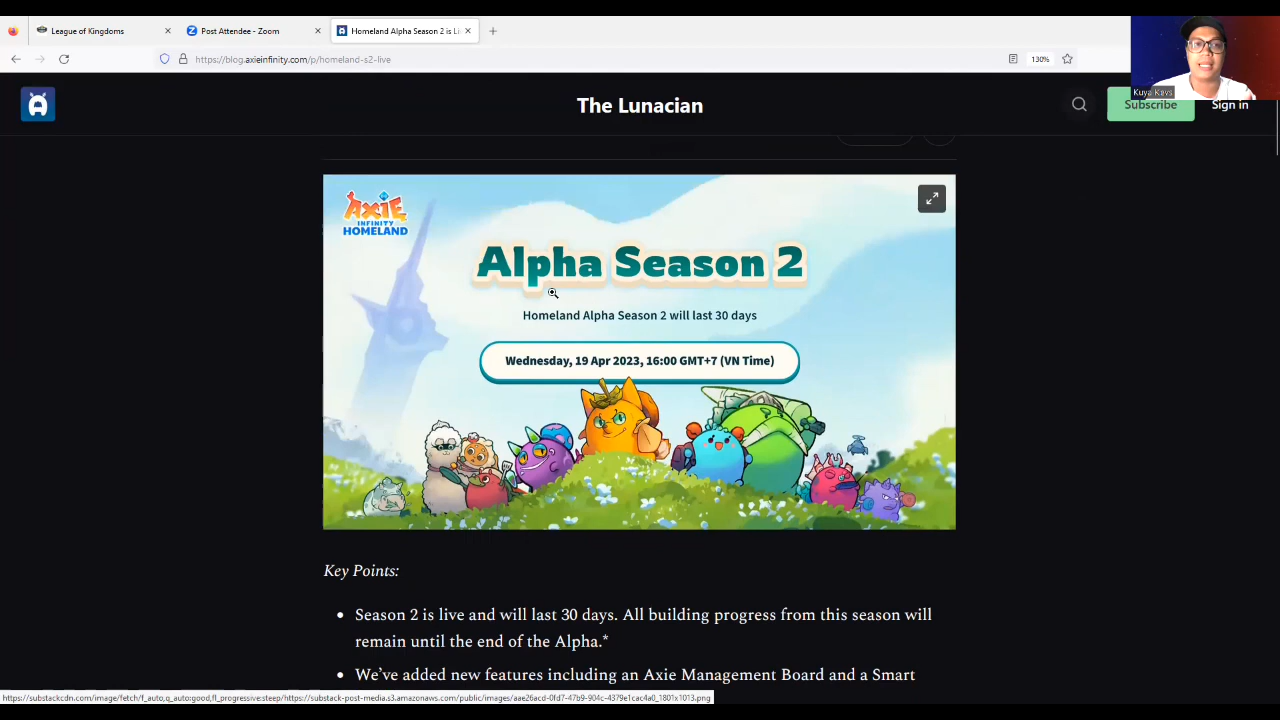 League of Kingdoms
Post Attendee - Zoom
Homeland Alpha Season 2 is Li
https://blog.axieinfinity.com/p/homeland-s2-live
130%
Kuya Kevs
The Lunacian
Subscribe
Sign in
AXIE
INFINITY
HOMELAND
Alpha Season 2
Homeland Alpha Season 2 will last 30 days
Wednesday, 19 Apr 2023, 16:00 GMT+7 (VN Time)
Key Points:
Season 2 is live and will last 30 days. All building progress from this season will
remain until the end of the Alpha.*
We’ve added new features including an Axie Management Board and a Smart
https://substackcdn.com/image/fetch/f_auto,q_auto:good,fl_progressive:steep/https://substack-post-media.s3.amazonaws.com/public/images/aae26acd-0fd7-47b9-904c-4379e1cac4a0_1801x1013.png